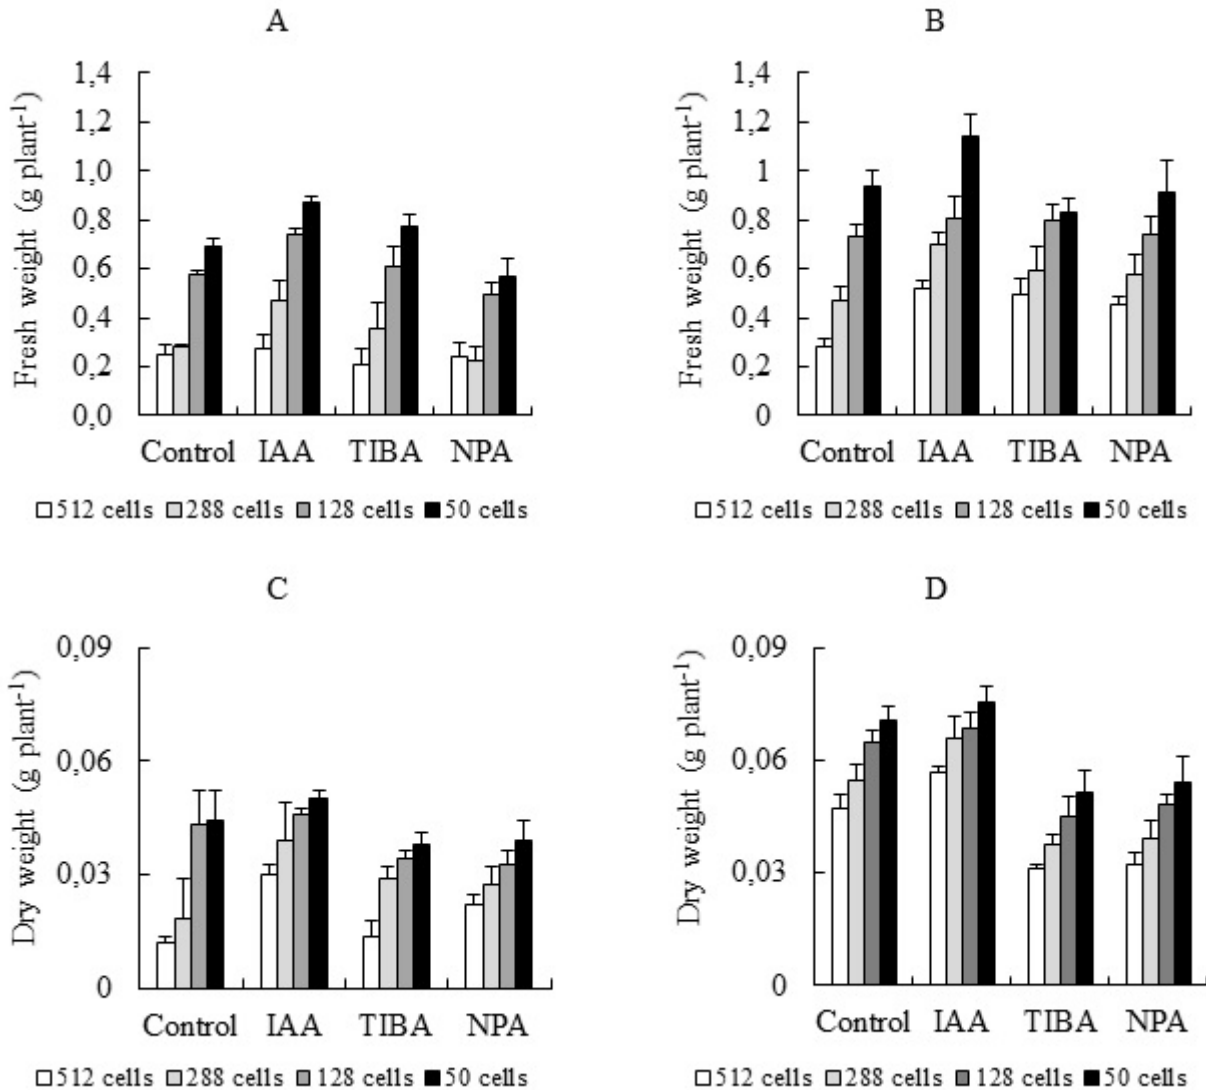 A
Fresh weight (g plant⁻¹)
1,4
1,2
1,0
0,8
0,6
0,4
0,2
0,0
Control IAA TIBA NPA
512 cells 288 cells 128 cells 50 cells
B
Fresh weight (g plant⁻¹)
1,4
1,2
1
0,8
0,6
0,4
0,2
0
Control IAA TIBA NPA
512 cells 288 cells 128 cells 50 cells
C
Dry weight (g plant⁻¹)
0,09
0,06
0,03
0
Control IAA TIBA NPA
512 cells 288 cells 128 cells 50 cells
D
Dry weight (g plant⁻¹)
0,09
0,06
0,03
0
Control IAA TIBA NPA
512 cells 288 cells 128 cells 50 cells